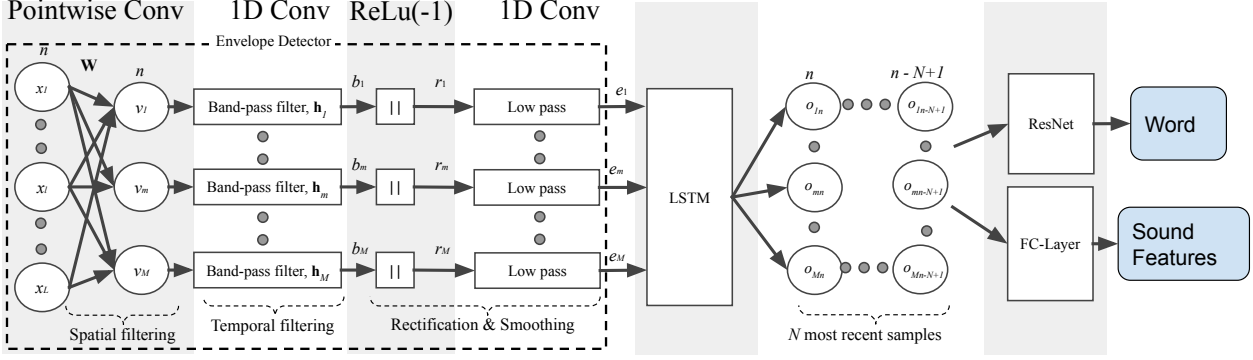 Pointwise Conv 1D Conv ReLu(-1) 1D Conv
Envelope Detector
n
W
n
n
n - N+1
x1
v1
Band-pass filter, h1
b1
| |
r1
Low pass
e1
o1n
o1n-N+1
ResNet
Word
xl
vm
Band-pass filter, hm
bm
| |
rm
Low pass
em
LSTM
omn
omn-N+1
xL
vM
Band-pass filter, hM
bM
| |
rM
Low pass
eM
oMn
oMn-N+1
FC-Layer
Sound
Features
Spatial filtering
Temporal filtering
Rectification & Smoothing
N most recent samples